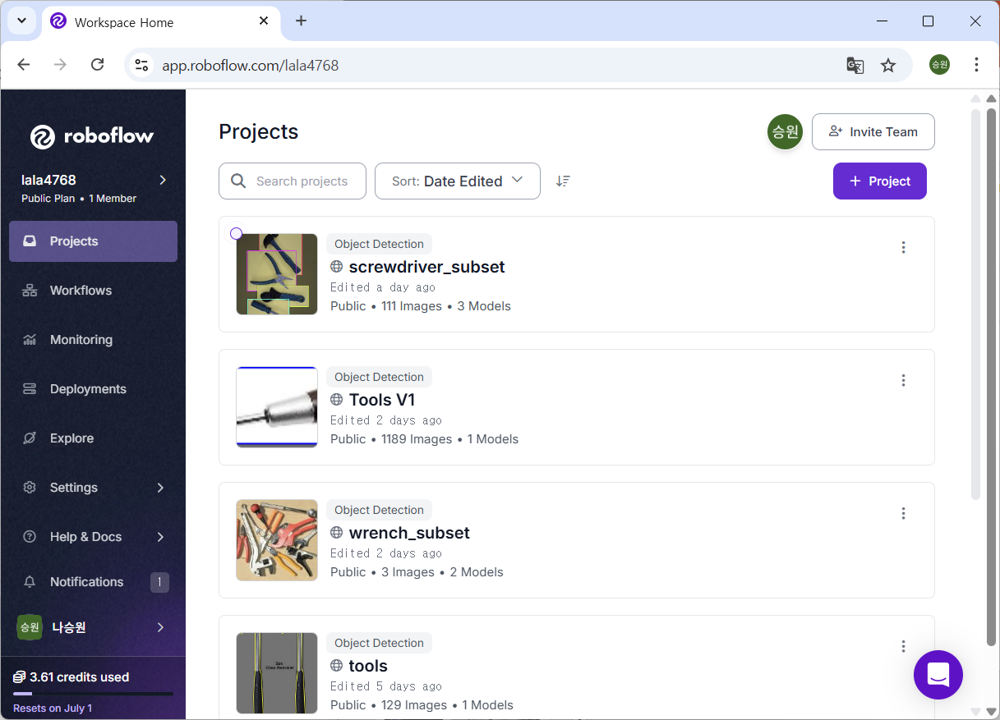 Workspace Home
app.roboflow.com/lala4768
승원
roboflow
lala4768
Public Plan • 1 Member
Projects
Workflows
Monitoring
Deployments
Explore
Settings
Help & Docs
Notifications 1
승원 나승원
3.61 credits used
Resets on July 1
Projects
승원 Invite Team
Search projects
Sort: Date Edited
+ Project
Object Detection
screwdriver_subset
Edited a day ago
Public • 111 Images • 3 Models
Object Detection
Tools V1
Edited 2 days ago
Public • 1189 Images • 1 Models
Object Detection
wrench_subset
Edited 2 days ago
Public • 3 Images • 2 Models
2pc
Claw Hammer
Object Detection
tools
Edited 5 days ago
Public • 129 Images • 1 Models